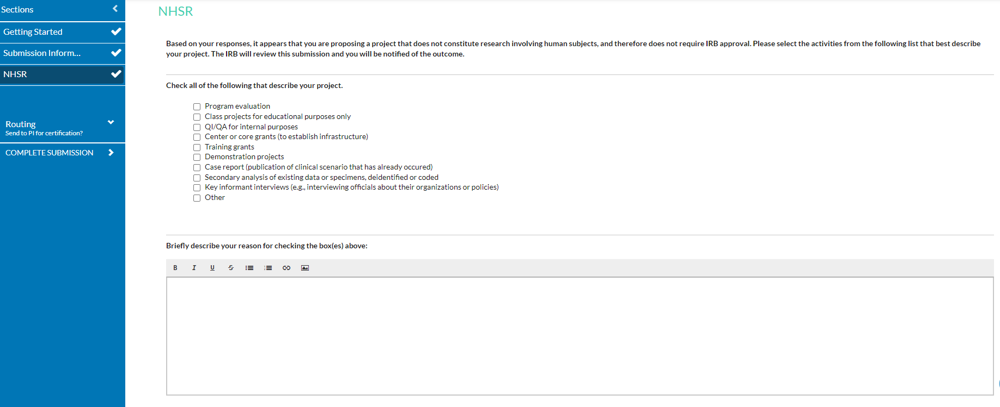 Sections
Getting Started
Submission Inform...
NHSR
Routing
Send to PI for certification?
COMPLETE SUBMISSION
NHSR
Based on your responses, it appears that you are proposing a project that does not constitute research involving human subjects, and therefore does not require IRB approval. Please select the activities from the following list that best describe
your project. The IRB will review this submission and you will be notified of the outcome.
Check all of the following that describe your project.
Program evaluation
Class projects for educational purposes only
QI/QA for internal purposes
Center or core grants (to establish infrastructure)
Training grants
Demonstration projects
Case report (publication of clinical scenario that has already occured)
Secondary analysis of existing data or specimens, deidentified or coded
Key informant interviews (e.g., interviewing officials about their organizations or policies)
Other
Briefly describe your reason for checking the box(es) above:
B I U S